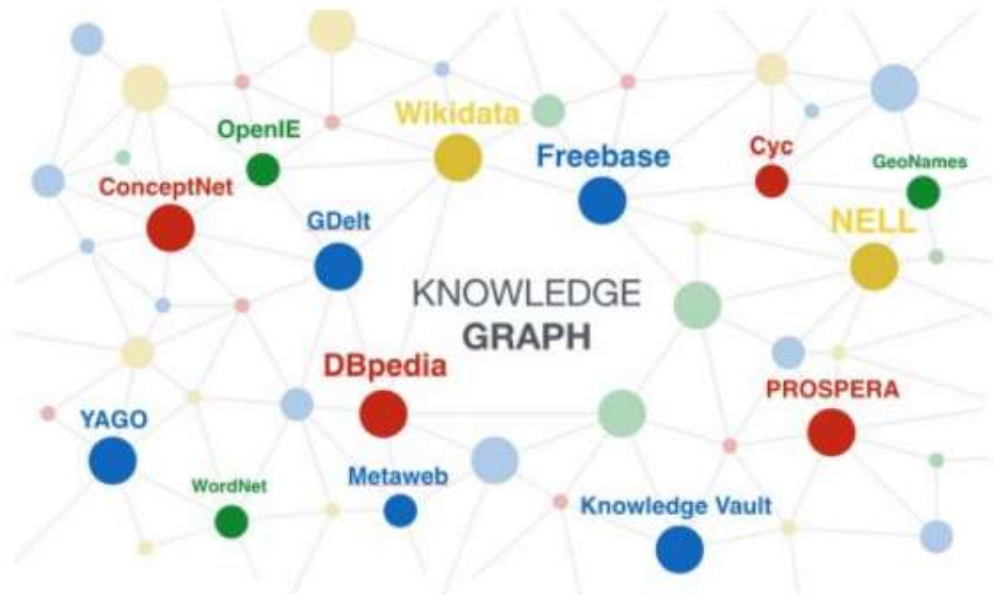 Wikidata
OpenIE
Freebase
Cyc
GeoNames
ConceptNet
GDelt
NELL
KNOWLEDGE
GRAPH
DBpedia
PROSPERA
YAGO
Metaweb
WordNet
Knowledge Vault